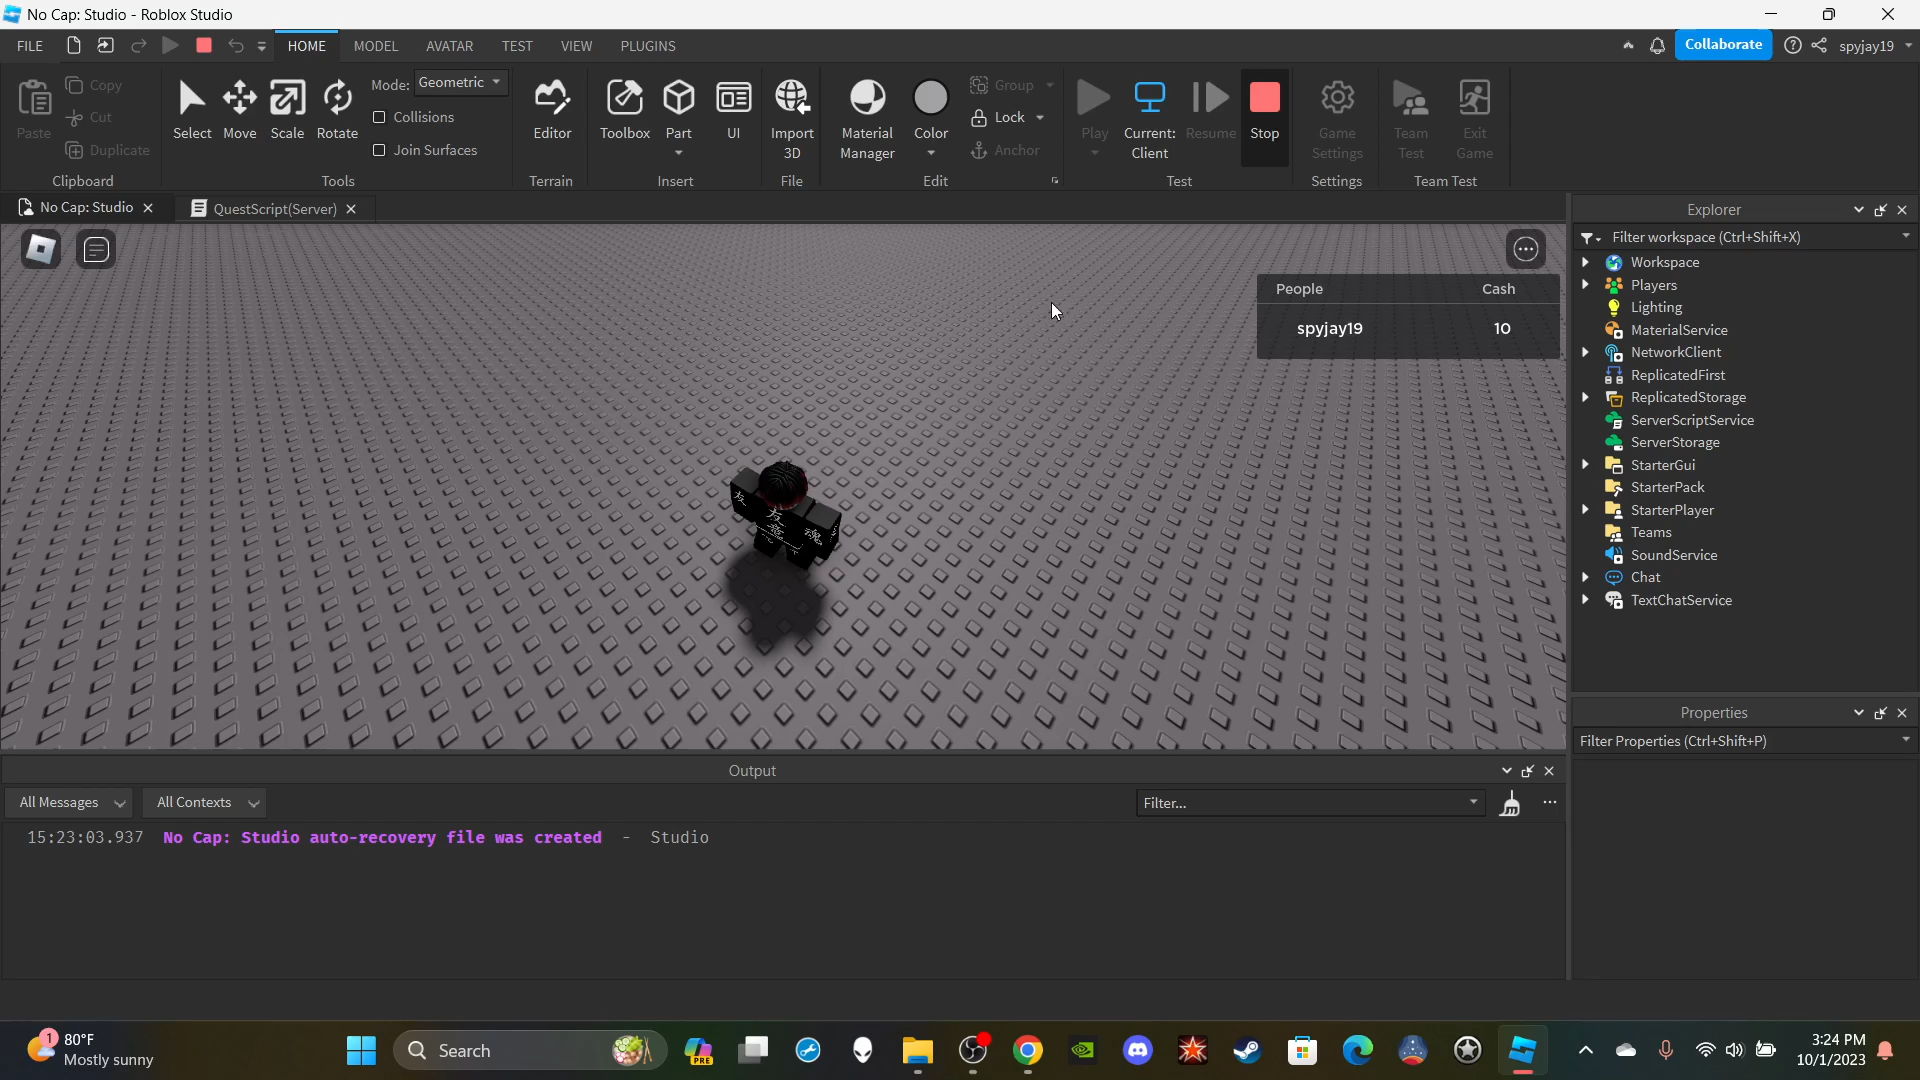 No Cap: Studio - Roblox Studio
FILE
HOME
MODEL
AVATAR
TEST
VIEW
PLUGINS
Collaborate
spyjay19
Paste
Copy
Cut
Duplicate
Clipboard
Select
Move
Scale
Rotate
Mode: Geometric
Collisions
Join Surfaces
Tools
Editor
Terrain
Toolbox
Part
UI
Insert
Import
3D
File
Material
Manager
Color
Group
Lock
Anchor
Edit
Play
Current:
Client
Resume
Stop
Test
Game
Settings
Settings
Team
Test
Exit
Game
Team Test
No Cap: Studio
QuestScript(Server)
People Cash
spyjay19 10
Explorer
Filter workspace (Ctrl+Shift+X)
Workspace
Players
Lighting
MaterialService
NetworkClient
ReplicatedFirst
ReplicatedStorage
ServerScriptService
ServerStorage
StarterGui
StarterPack
StarterPlayer
Teams
SoundService
Chat
TextChatService
Properties
Filter Properties (Ctrl+Shift+P)
Output
All Messages
All Contexts
Filter...
15:23:03.937 No Cap: Studio auto-recovery file was created - Studio
1
80°F
Mostly sunny
Search
PRE
3:24 PM
10/1/2023